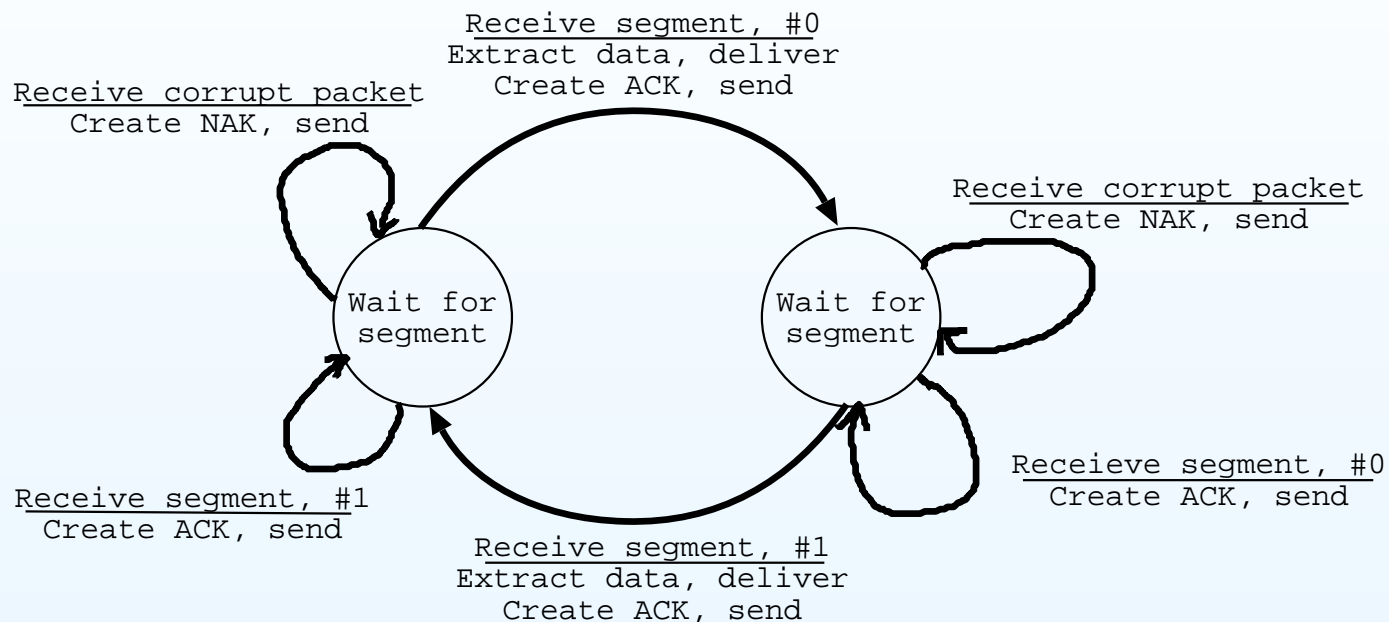 Receive segment, #0
Extract data, deliver
Create ACK, send
Receive corrupt packet
Create NAK, send
Receive corrupt packet
Create NAK, send
Wait for
segment
Wait for
segment
Receieve segment, #0
Create ACK, send
Receive segment, #1
Create ACK, send
Receive segment, #1
Extract data, deliver
Create ACK, send